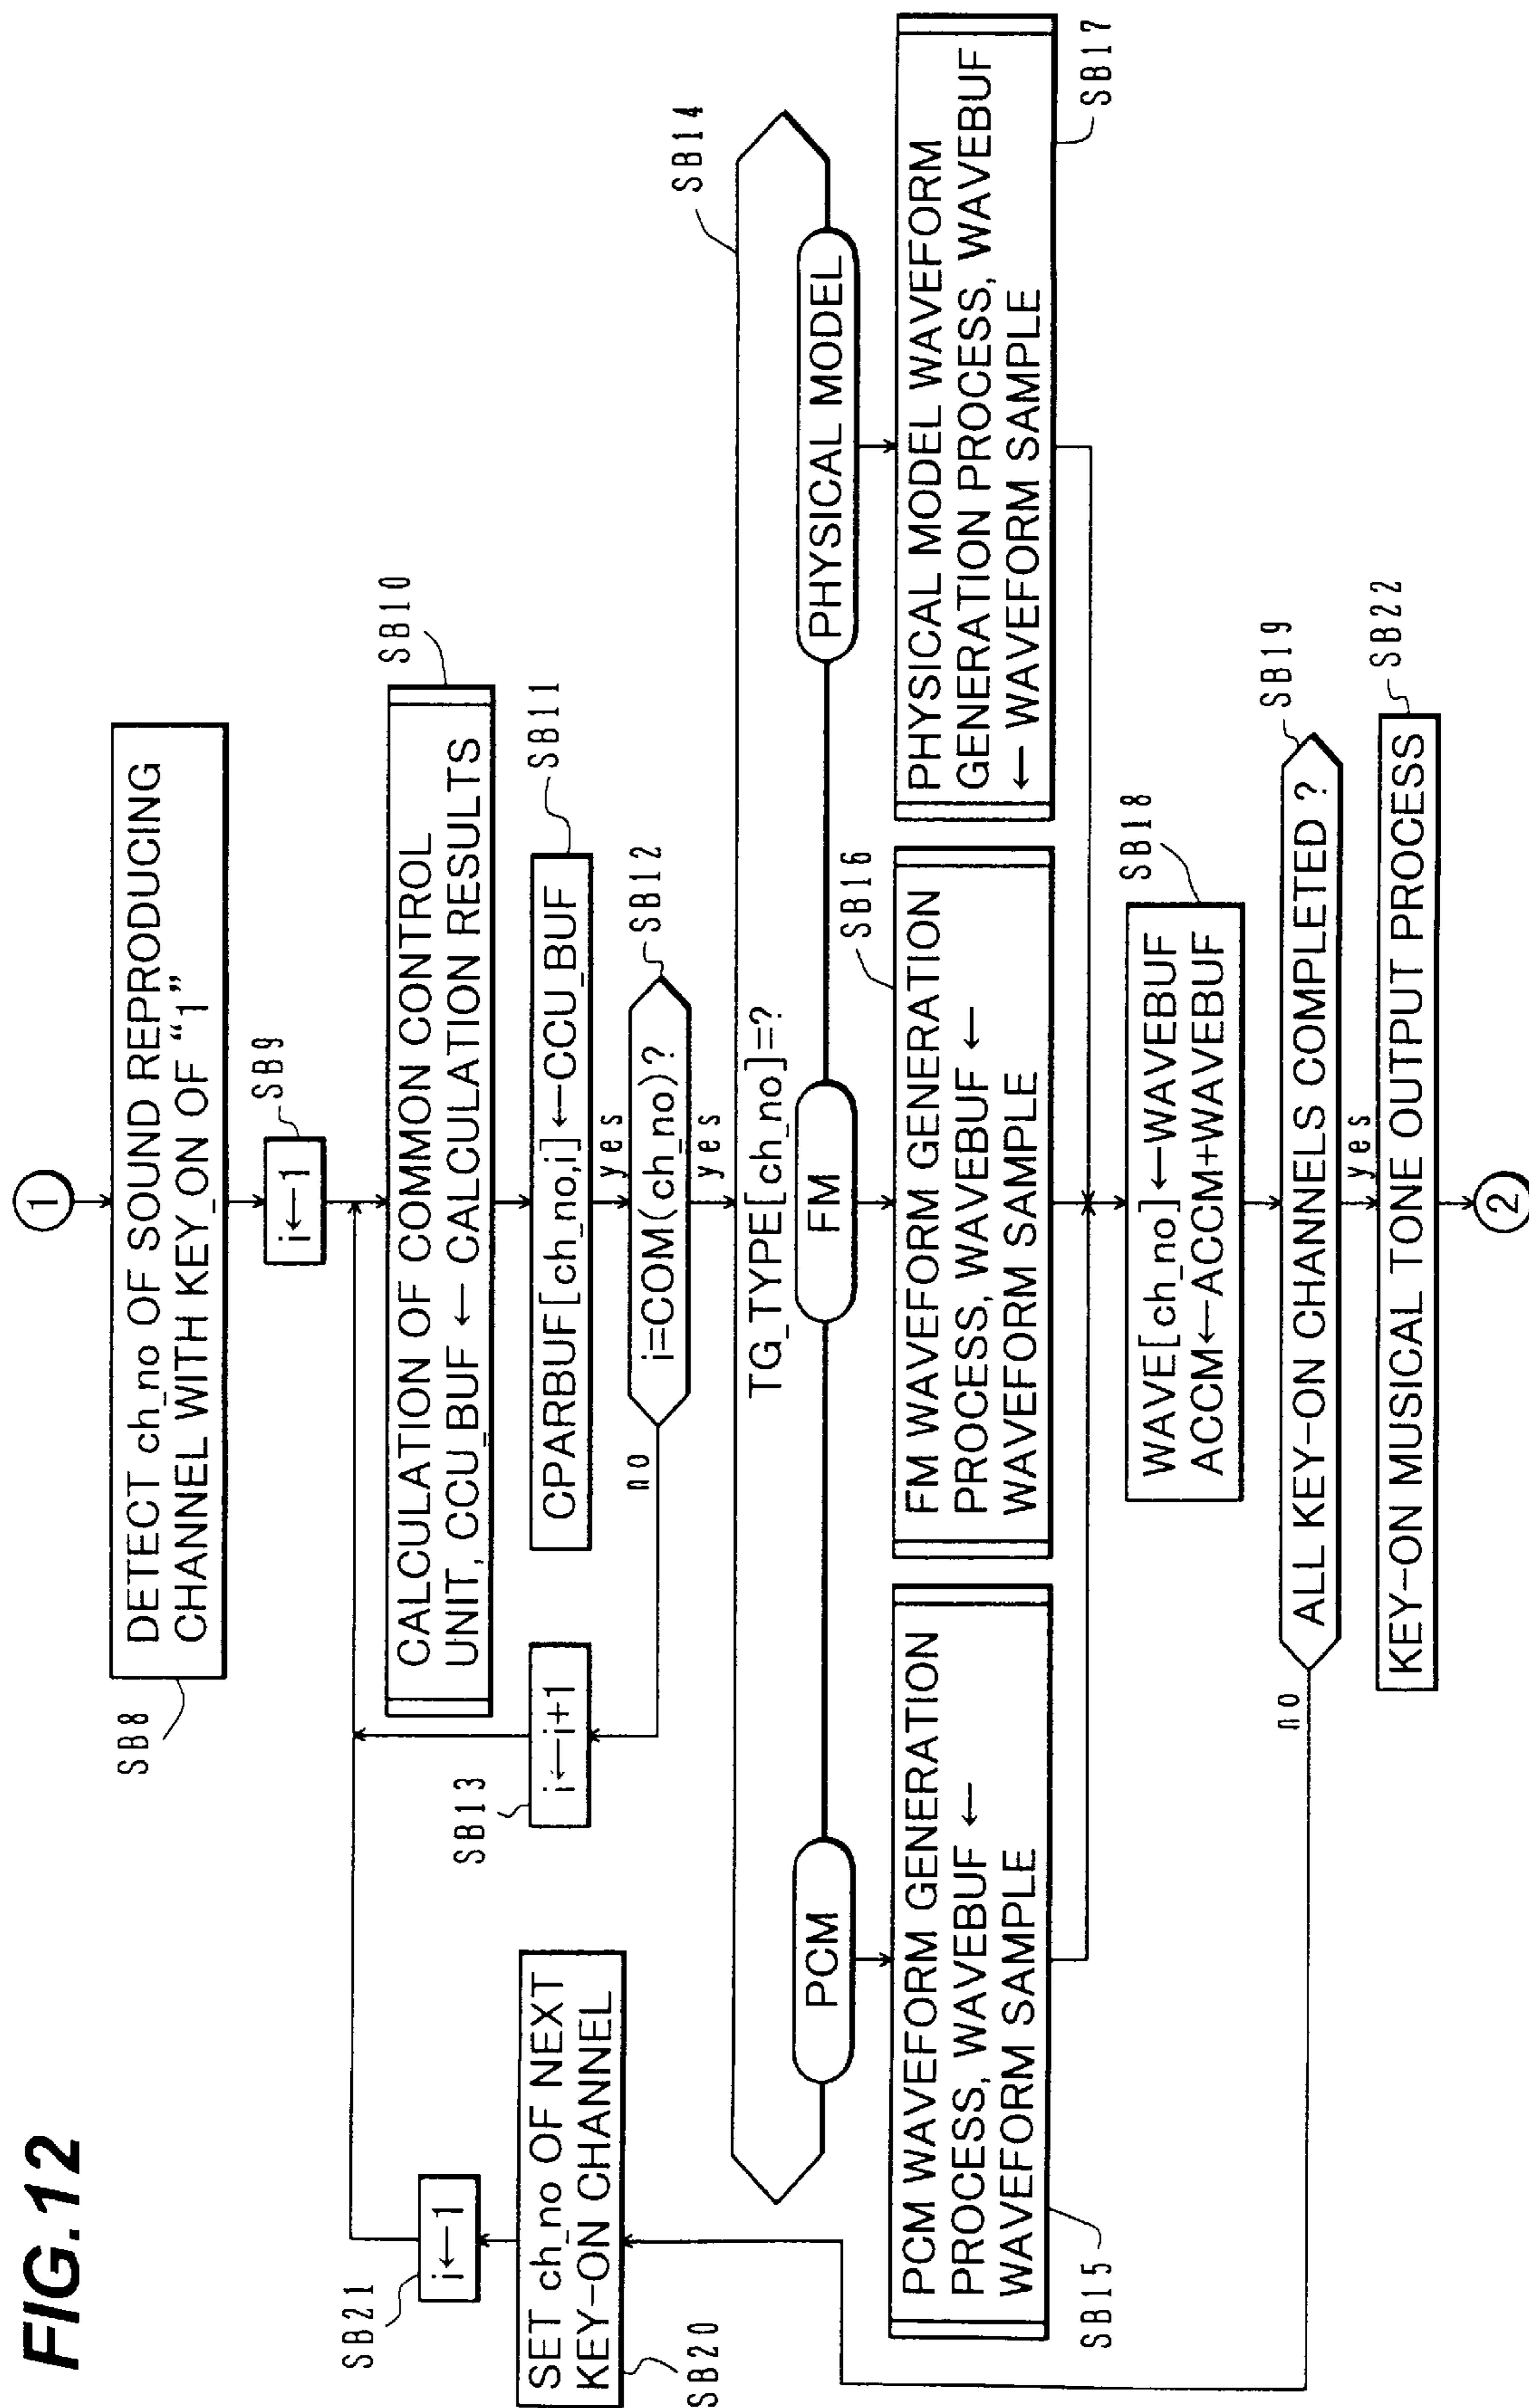 FIG.12
1
DETECT ch_no OF SOUND REPRODUCING
CHANNEL WITH KEY_ON OF "1"
SB8
i←1
SB9
CALCULATION OF COMMON CONTROL
UNIT, CCU_BUF ← CALCULATION RESULTS
SB10
CPARBUF[ch_no,i]←CCU_BUF
SB11
yes
i=COM(ch_no)?
SB12
no
yes
i←i+1
SB13
TG_TYPE[ch_no]=?
SB14
PCM
FM
PHYSICAL MODEL
PCM WAVEFORM GENERATION
PROCESS, WAVEBUF ←
WAVEFORM SAMPLE
SB15
FM WAVEFORM GENERATION
PROCESS, WAVEBUF ←
WAVEFORM SAMPLE
SB16
PHYSICAL MODEL WAVEFORM
GENERATION PROCESS, WAVEBUF
← WAVEFORM SAMPLE
SB17
WAVE[ch_no]←WAVEBUF
ACCM←ACCM+WAVEBUF
SB18
ALL KEY-ON CHANNELS COMPLETED ?
SB19
no
yes
SET ch_no OF NEXT
KEY-ON CHANNEL
SB20
i←1
SB21
KEY-ON MUSICAL TONE OUTPUT PROCESS
SB22
2